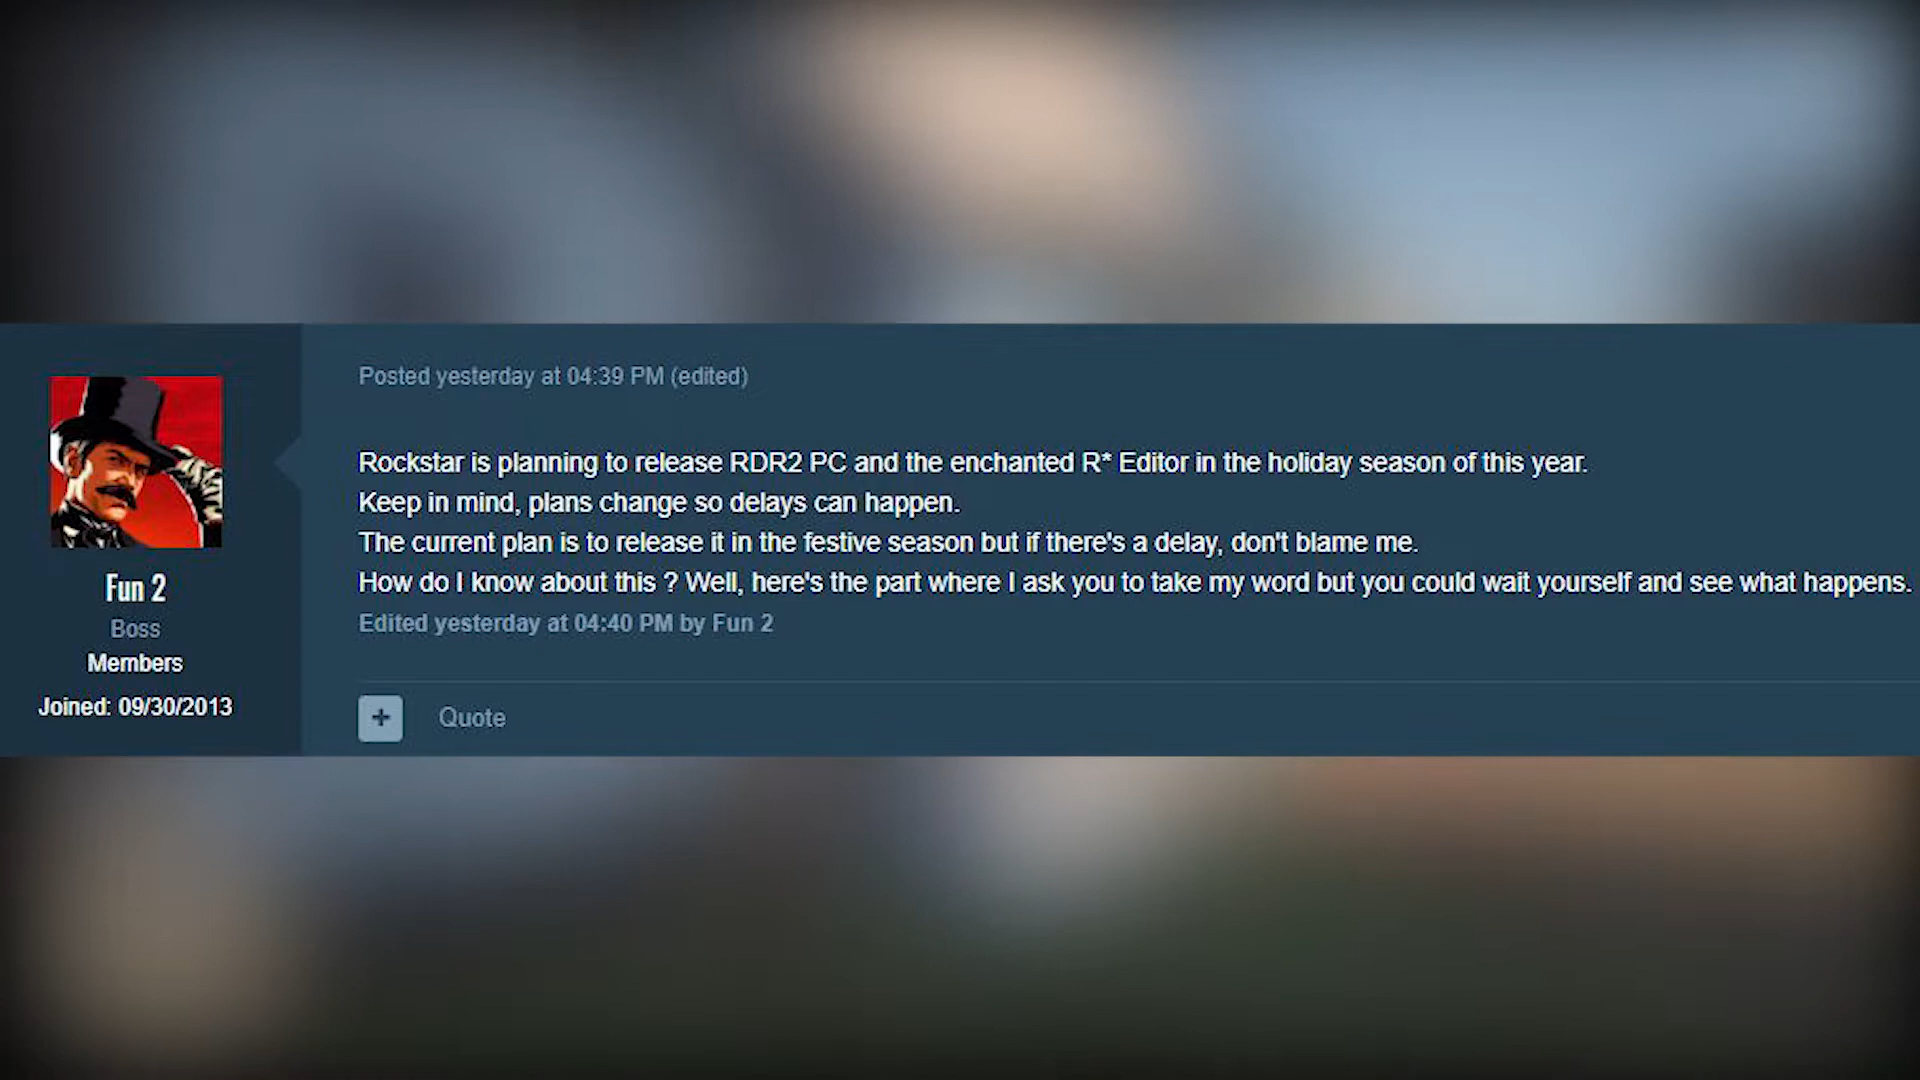 Posted yesterday at 04:39 PM (edited)
Rockstar is planning to release RDR2 PC and the enchanted R* Editor in the holiday season of this year.
Keep in mind, plans change so delays can happen.
The current plan is to release it in the festive season but if there's a delay, don't blame me.
How do I know about this ? Well, here's the part where I ask you to take my word but you could wait yourself and see what happens.
Edited yesterday at 04:40 PM by Fun 2
Fun 2
Boss
Members
Joined: 09/30/2013
+ Quote